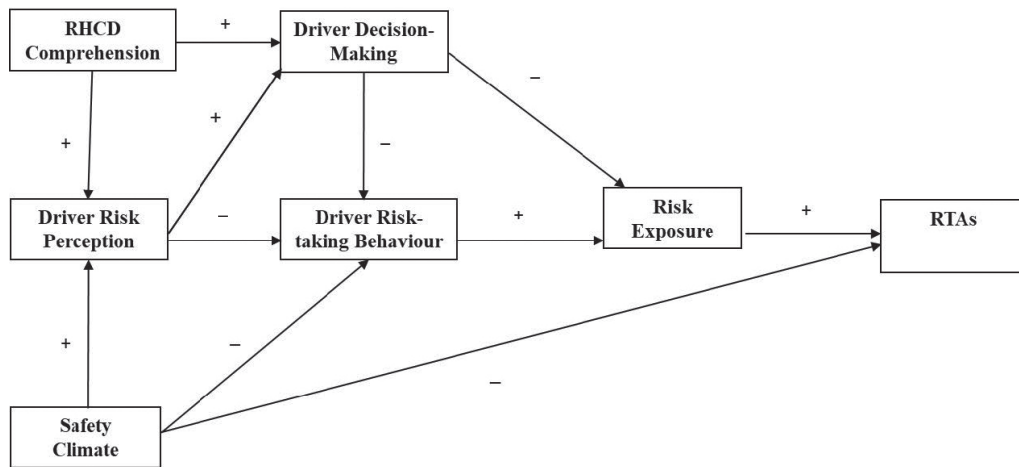 RHCD
Comprehension
+
Driver Decision-
Making
–
+
+
–
Driver Risk
Perception
–
Driver Risk-
taking Behaviour
+
Risk
Exposure
+
RTAs
+
–
–
Safety
Climate